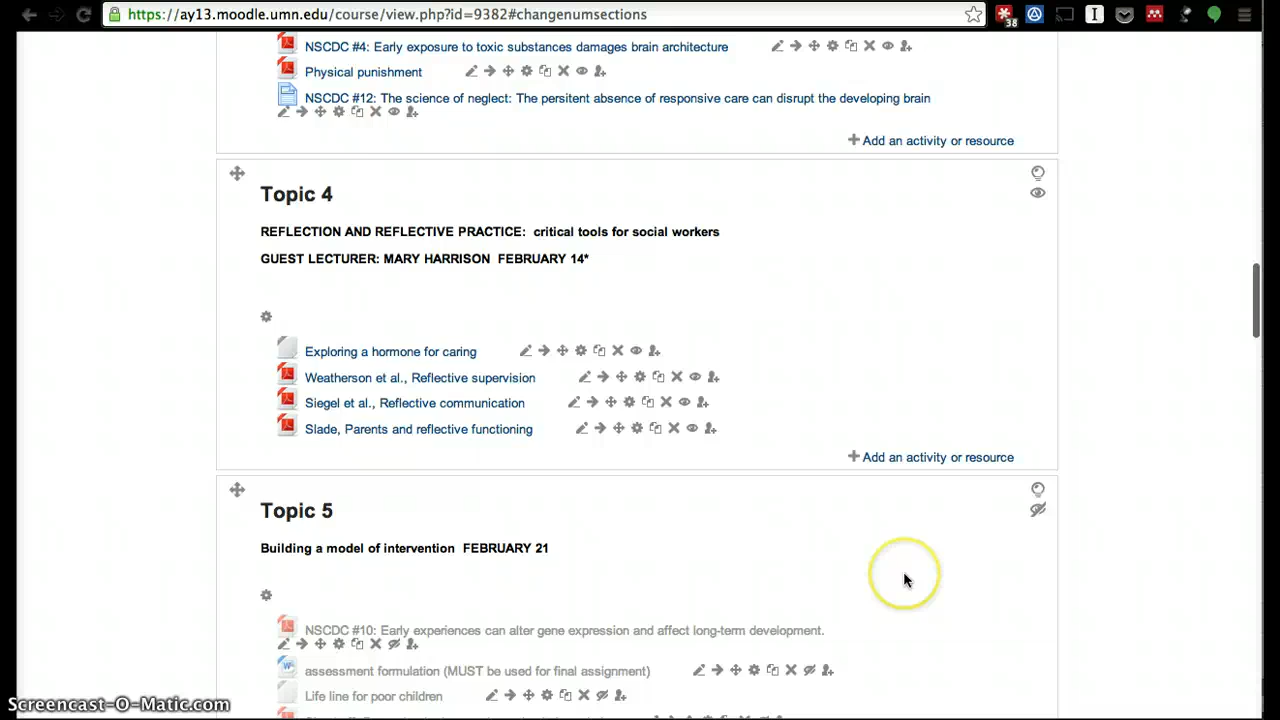 https://ay13.moodle.umn.edu/course/view.php?id=9382#changenumsections
38
NSCDC #4: Early exposure to toxic substances damages brain architecture
Physical punishment
NSCDC #12: The science of neglect: The persitent absence of responsive care can disrupt the developing brain
Add an activity or resource
Topic 4
REFLECTION AND REFLECTIVE PRACTICE: critical tools for social workers
GUEST LECTURER: MARY HARRISON FEBRUARY 14*
Exploring a hormone for caring
Weatherson et al., Reflective supervision
Siegel et al., Reflective communication
Slade, Parents and reflective functioning
Add an activity or resource
Topic 5
Building a model of intervention FEBRUARY 21
NSCDC #10: Early experiences can alter gene expression and affect long-term development.
assessment formulation (MUST be used for final assignment)
Life line for poor children
Screencast-O-Matic.com